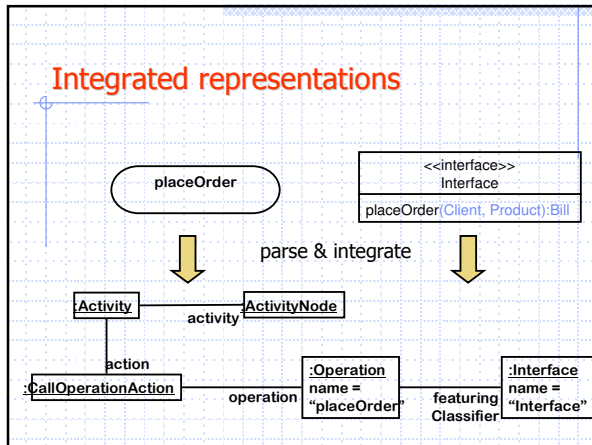 Integrated representations
placeOrder
<<interface>>
Interface
placeOrder(Client, Product):Bill
parse & integrate
:Activity
activity
:ActivityNode
action
:CallOperationAction
operation
:Operation
name =
“placeOrder”
featuring
Classifier
:Interface
name =
“Interface”